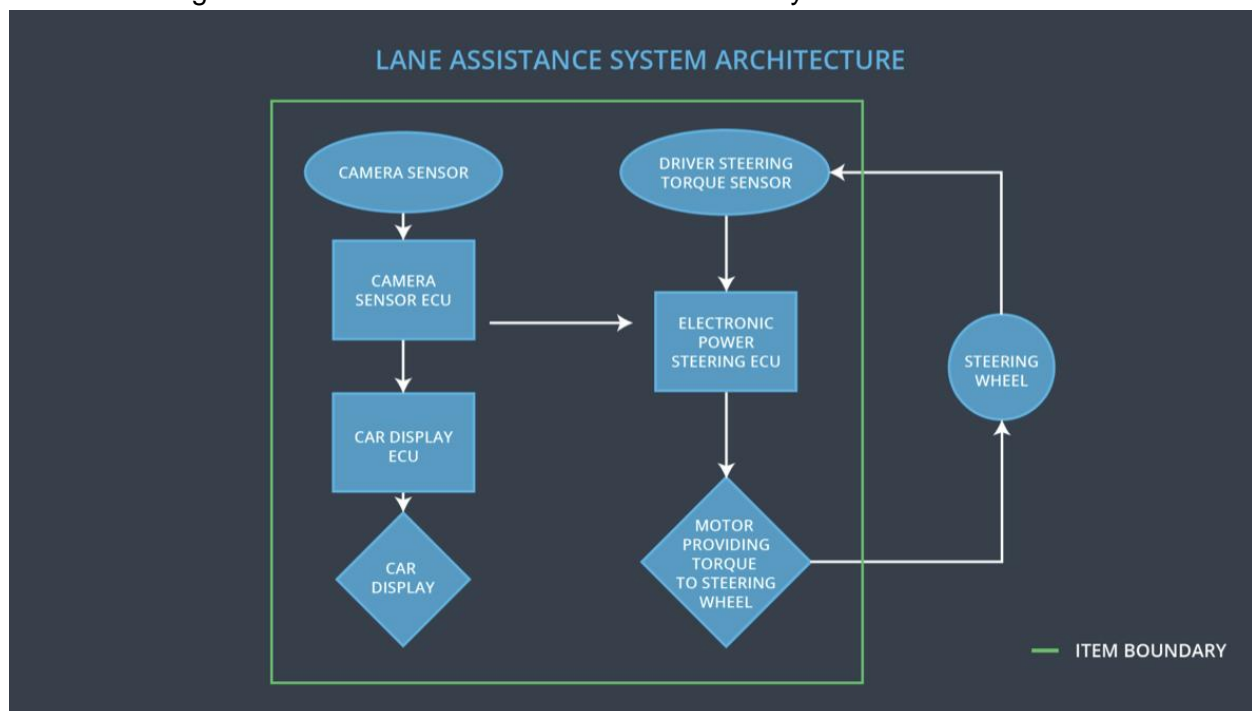 LANE ASSISTANCE SYSTEM ARCHITECTURE
CAMERA SENSOR
DRIVER STEERING
TORQUE SENSOR
CAMERA
SENSOR ECU
ELECTRONIC
POWER
STEERING ECU
STEERING
WHEEL
CAR DISPLAY
ECU
CAR
DISPLAY
MOTOR
PROVIDING
TORQUE
TO STEERING
WHEEL
ITEM BOUNDARY